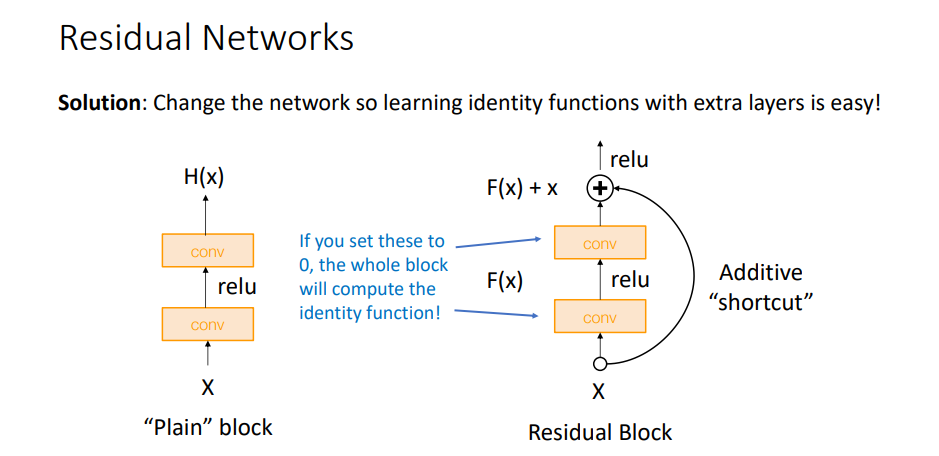 Residual Networks
Solution: Change the network so learning identity functions with extra layers is easy!
H(x)
conv
relu
conv
X
“Plain” block
If you set these to
0, the whole block
will compute the
identity function!
relu
F(x) + x
+
conv
F(x)
relu
conv
X
Residual Block
Additive
“shortcut”